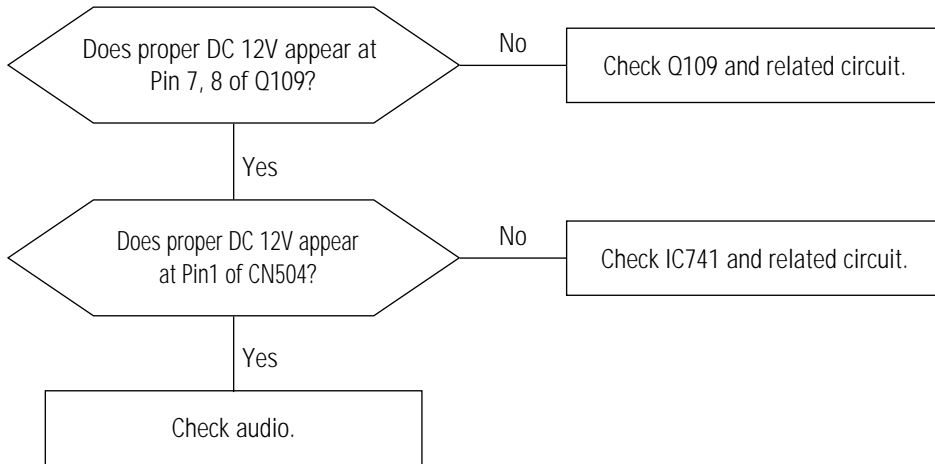 Does proper DC 12V appear at
Pin 7, 8 of Q109?
No
Check Q109 and related circuit.
Yes
Does proper DC 12V appear
at Pin1 of CN504?
No
Check IC741 and related circuit.
Yes
Check audio.